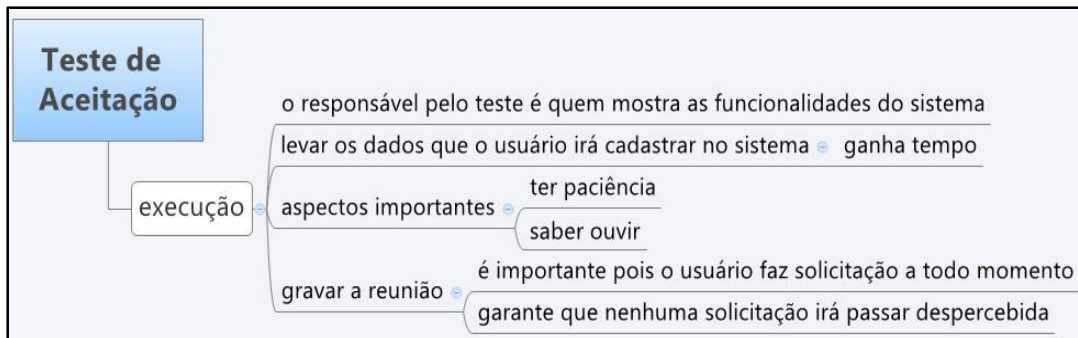 Teste de
Aceitação
execução
o responsável pelo teste é quem mostra as funcionalidades do sistema
levar os dados que o usuário irá cadastrar no sistema
ganha tempo
aspectos importantes
ter paciência
saber ouvir
gravar a reunião
é importante pois o usuário faz solicitação a todo momento
garante que nenhuma solicitação irá passar despercebida